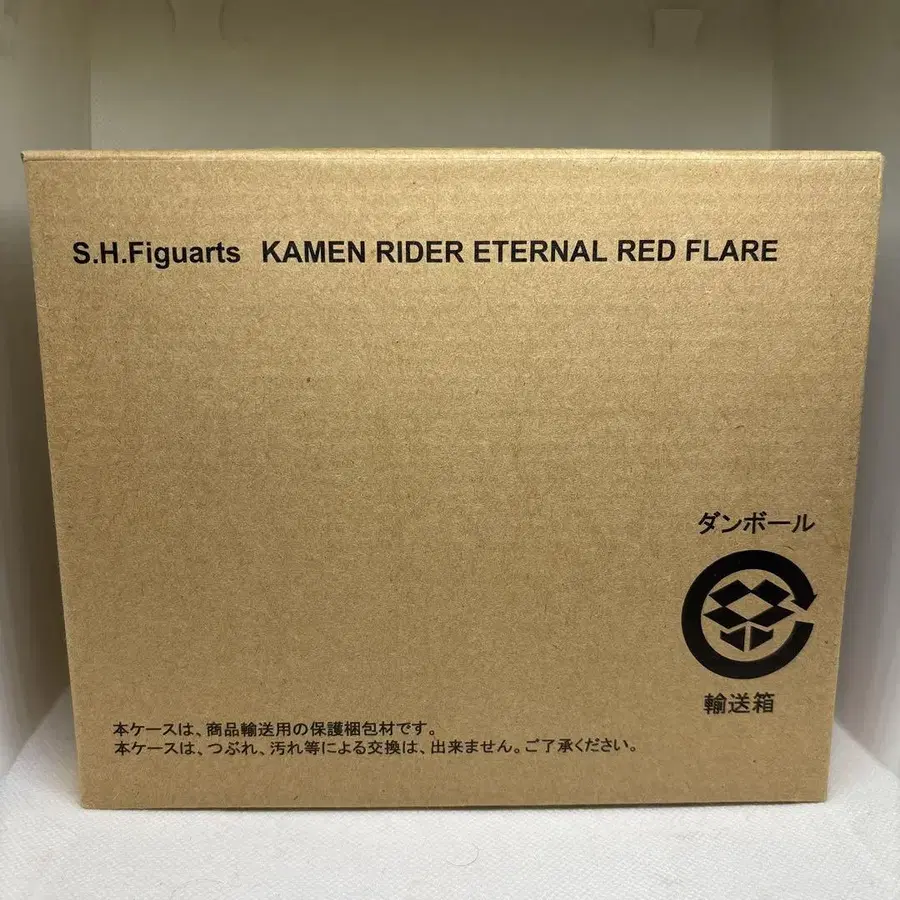 S.H.Figuarts KAMEN RIDER ETERNAL RED FLARE
ダンボール
輸送箱
本ケースは、商品輸送用の保護梱包材です。
本ケースは、つぶれ、汚れ等による交換は、出来ません。ご了承ください。